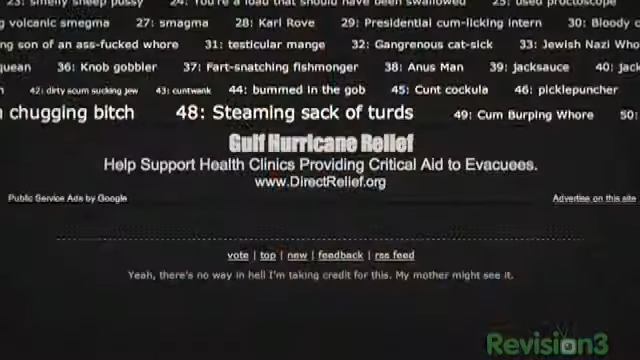 23: smelly sheep pussy 24: You're a load that should have been swallowed 25: used proctoscope
volcanic smegma 27: smagma 28: Karl Rove 29: Presidential cum-licking intern 30: Bloody
son of an ass-fucked whore 31: testicular mange 32: Gangrenous cat-sick 33: Jewish Nazi
36: Knob gobbler 37: Fart-snatching fishmonger 38: Anus Man 39: jacksauce 40:
42: dirty scum sucking jew 43: cuntwank 44: bummed in the gob 45: Cunt cockula 46: picklepuncher
chugging bitch 48: Steaming sack of turds 49: Cum Burping Whore 50:
Gulf Hurricane Relief
Help Support Health Clinics Providing Critical Aid to Evacuees.
www.DirectRelief.org
Public Service Ads by Google Advertise on this site
vote | top | new | feedback | rss feed
Yeah, there's no way in hell I'm taking credit for this. My mother might see it.
Revision3